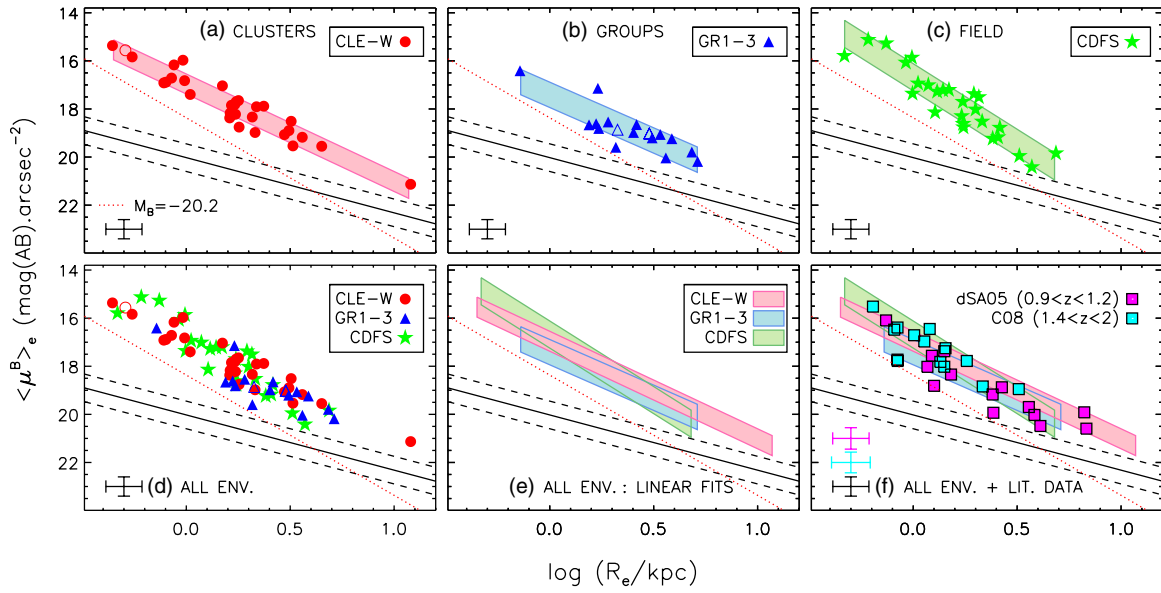 (a) CLUSTERS
CLE-W
(b) GROUPS
GR1-3
(c) FIELD
CDFS
14
16
18
20
22
M_B=-20.2
<μ^B>_e (mag(AB).arcsec^-2)
14
16
18
20
22
CLE-W
GR1-3
CDFS
(d) ALL ENV.
CLE-W
GR1-3
CDFS
(e) ALL ENV.: LINEAR FITS
dSA05 (0.9<z<1.2)
C08 (1.4<z<2)
(f) ALL ENV. + LIT. DATA
0.0 0.5 1.0
0.0 0.5 1.0
0.0 0.5 1.0
log (R_e/kpc)